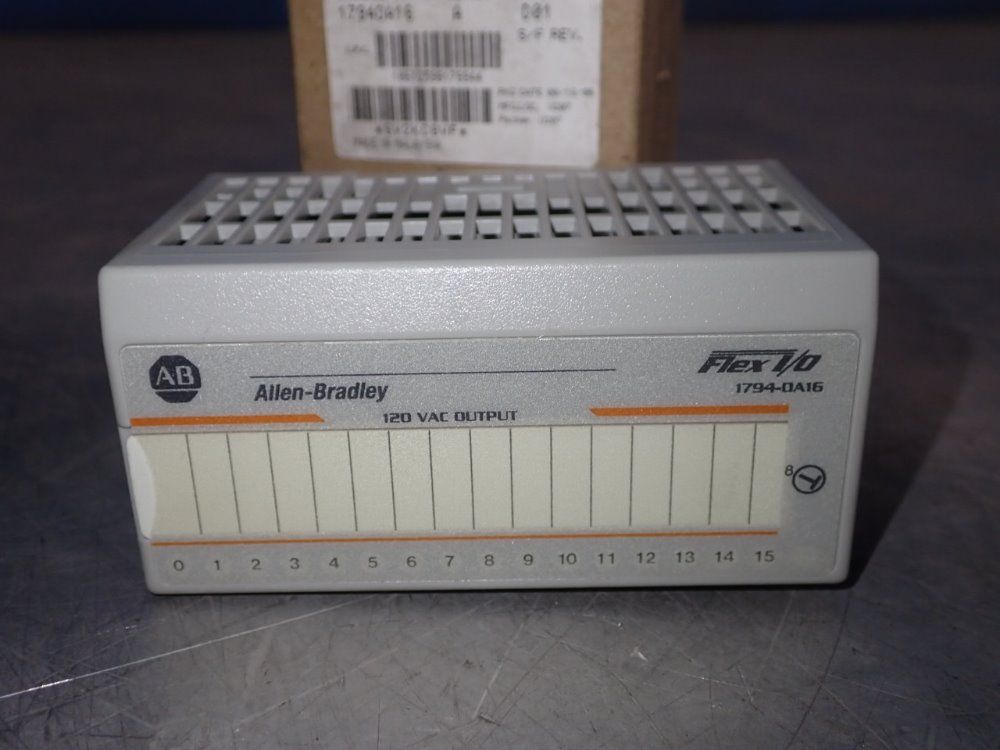 1794OA16 A D01
S/F REV.
AB
Allen-Bradley
Flex I/O
1794-OA16
120 VAC OUTPUT
8
0 1 2 3 4 5 6 7 8 9 10 11 12 13 14 15